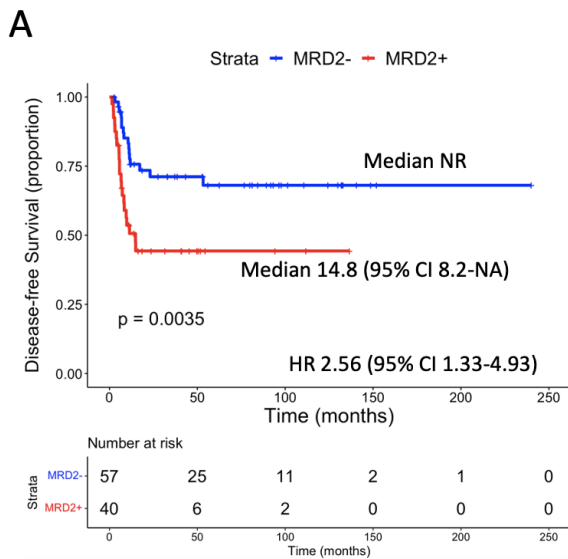 A
Strata MRD2- MRD2+
Disease-free Survival (proportion)
1.00
0.75
0.50
0.25
0.00
Median NR
Median 14.8 (95% CI 8.2-NA)
p = 0.0035
HR 2.56 (95% CI 1.33-4.93)
0 50 100 150 200 250
Time (months)
Number at risk
Strata
MRD2- 57 25 11 2 1 0
MRD2+ 40 6 2 0 0 0
0 50 100 150 200 250
Time (months)